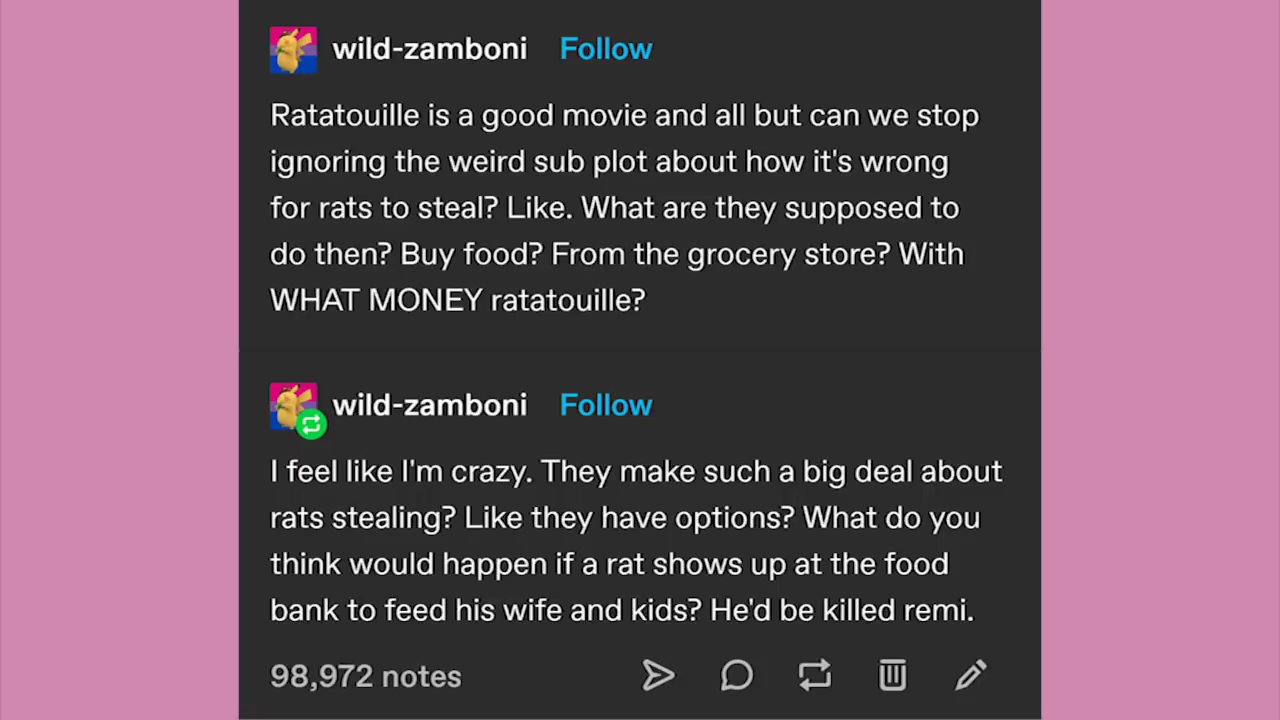 wild-zamboni Follow
Ratatouille is a good movie and all but can we stop
ignoring the weird sub plot about how it's wrong
for rats to steal? Like. What are they supposed to
do then? Buy food? From the grocery store? With
WHAT MONEY ratatouille?
wild-zamboni Follow
I feel like I'm crazy. They make such a big deal about
rats stealing? Like they have options? What do you
think would happen if a rat shows up at the food
bank to feed his wife and kids? He'd be killed remi.
98,972 notes